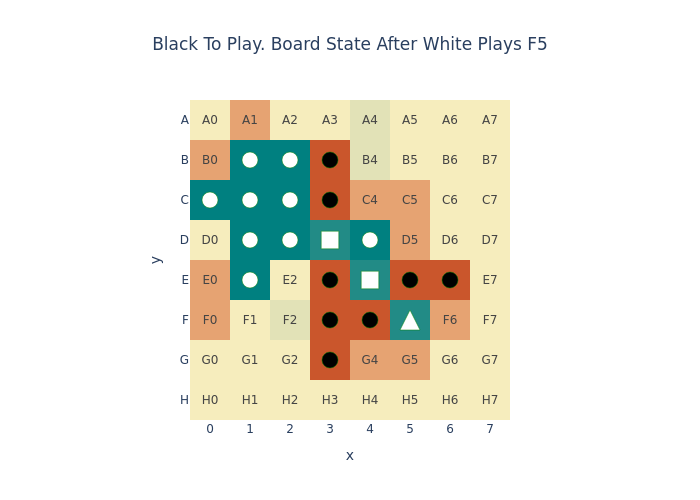 Black To Play. Board State After White Plays F5
A A0 A1 A2 A3 A4 A5 A6 A7
B B0 B4 B5 B6 B7
C C4 C5 C6 C7
D D0 D5 D6 D7
E E0 E2 E7
F F0 F1 F2 F6 F7
G G0 G1 G2 G4 G5 G6 G7
H H0 H1 H2 H3 H4 H5 H6 H7
0 1 2 3 4 5 6 7
x
y